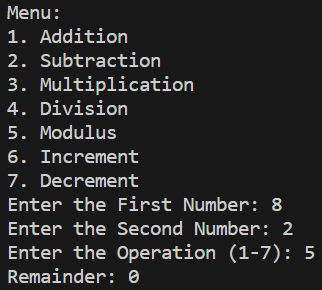 Menu:
1. Addition
2. Subtraction
3. Multiplication
4. Division
5. Modulus
6. Increment
7. Decrement
Enter the First Number: 8
Enter the Second Number: 2
Enter the Operation (1-7): 5
Remainder: 0